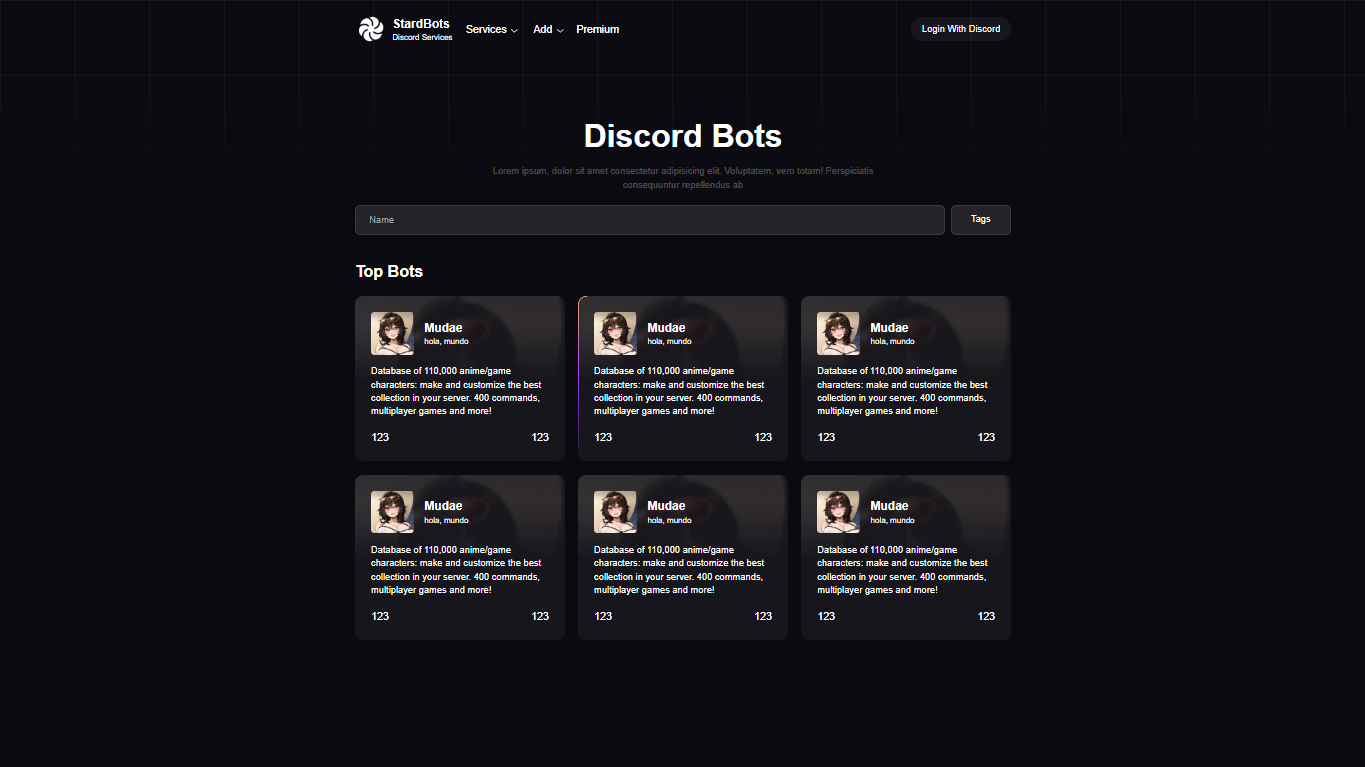 StardBots
Discord Services
Services
Add
Premium
Login With Discord
Discord Bots
Lorem ipsum, dolor sit amet consectetur adipisicing elit. Voluptatem, vero totam! Perspiciatis
consequuntur repellendus ab
Name
Tags
Top Bots
Mudae
hola, mundo
Database of 110,000 anime/game
characters: make and customize the best
collection in your server. 400 commands,
multiplayer games and more!
123 123
Mudae
hola, mundo
Database of 110,000 anime/game
characters: make and customize the best
collection in your server. 400 commands,
multiplayer games and more!
123 123
Mudae
hola, mundo
Database of 110,000 anime/game
characters: make and customize the best
collection in your server. 400 commands,
multiplayer games and more!
123 123
Mudae
hola, mundo
Database of 110,000 anime/game
characters: make and customize the best
collection in your server. 400 commands,
multiplayer games and more!
123 123
Mudae
hola, mundo
Database of 110,000 anime/game
characters: make and customize the best
collection in your server. 400 commands,
multiplayer games and more!
123 123
Mudae
hola, mundo
Database of 110,000 anime/game
characters: make and customize the best
collection in your server. 400 commands,
multiplayer games and more!
123 123